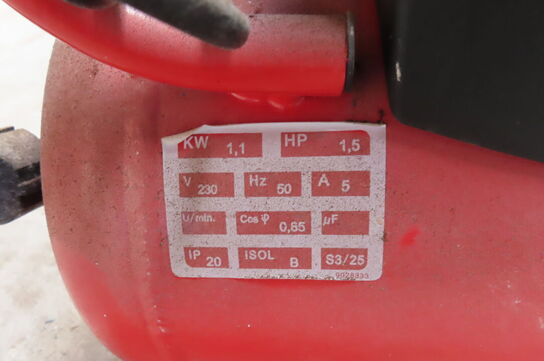 KW 1,1 HP 1,5
V 230 Hz 50 A 5
U/min. Cos φ 0,85 µF
IP 20 ISOL B S3/25
9028333